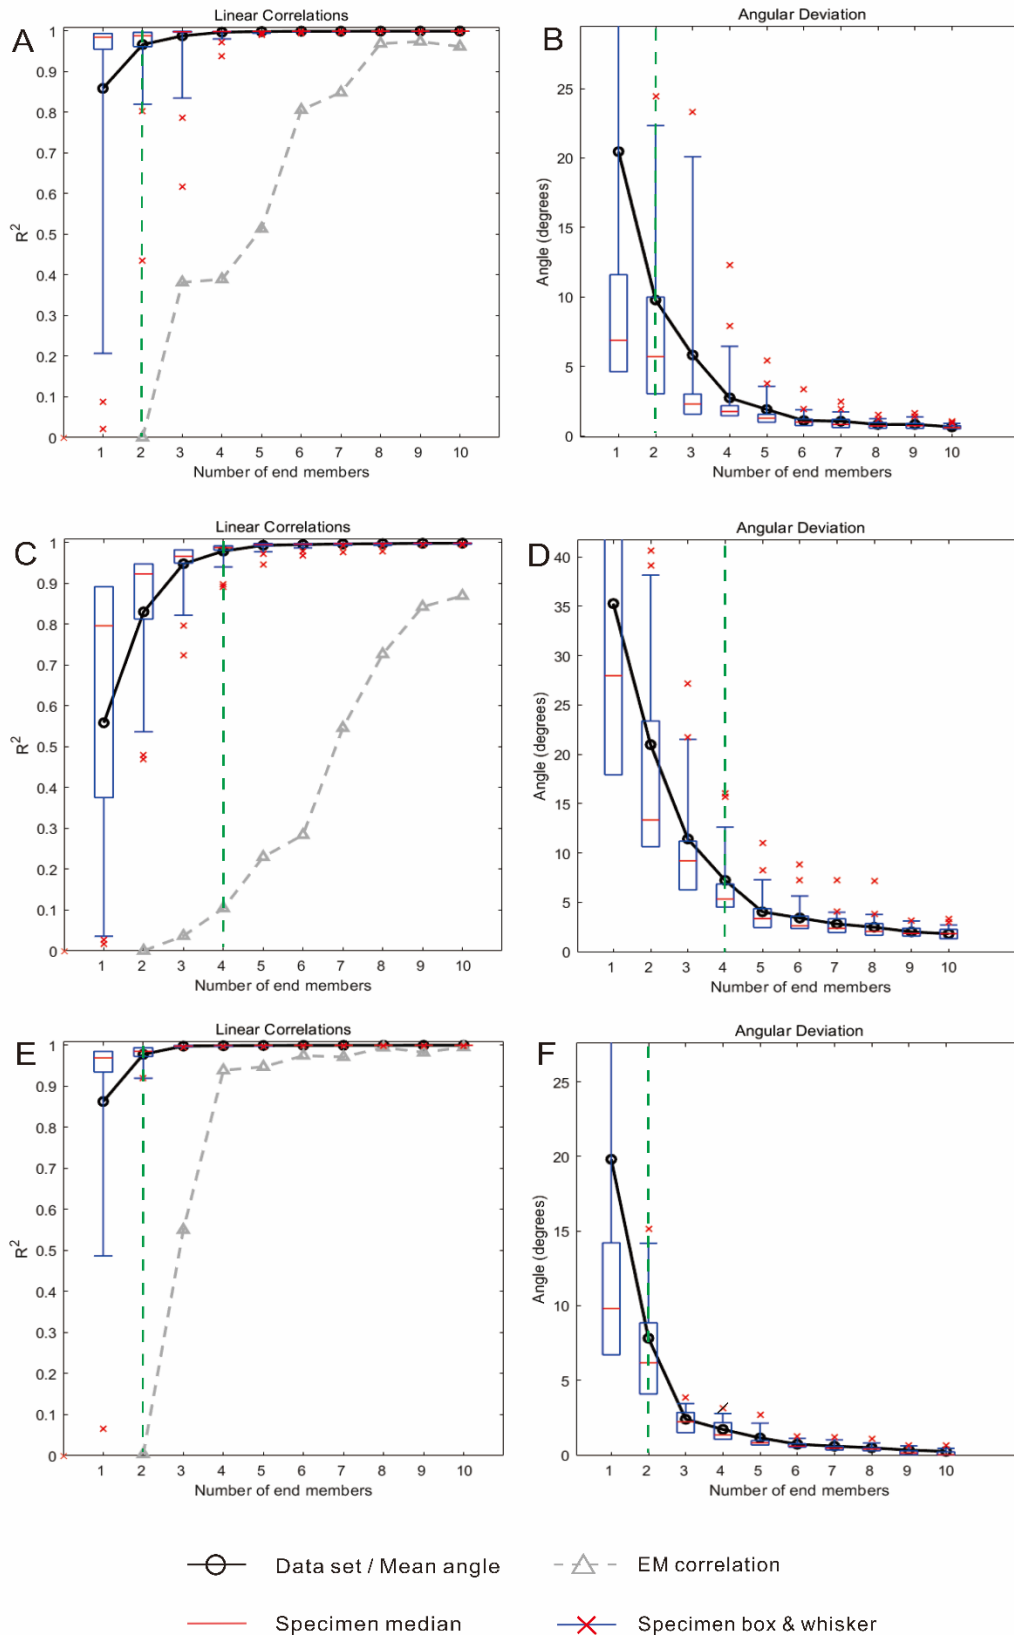 A
Linear Correlations
1
0.9
0.8
0.7
0.6
0.5
0.4
0.3
0.2
0.1
0
R²
1 2 3 4 5 6 7 8 9 10
Number of end members
B
Angular Deviation
25
20
15
10
5
0
Angle (degrees)
1 2 3 4 5 6 7 8 9 10
Number of end members
C
Linear Correlations
1
0.9
0.8
0.7
0.6
0.5
0.4
0.3
0.2
0.1
0
R²
1 2 3 4 5 6 7 8 9 10
Number of end members
D
Angular Deviation
40
35
30
25
20
15
10
5
0
Angle (degrees)
1 2 3 4 5 6 7 8 9 10
Number of end members
E
Linear Correlations
1
0.9
0.8
0.7
0.6
0.5
0.4
0.3
0.2
0.1
0
R²
1 2 3 4 5 6 7 8 9 10
Number of end members
F
Angular Deviation
25
20
15
10
5
0
Angle (degrees)
1 2 3 4 5 6 7 8 9 10
Number of end members
Data set / Mean angle
EM correlation
Specimen median
Specimen box & whisker